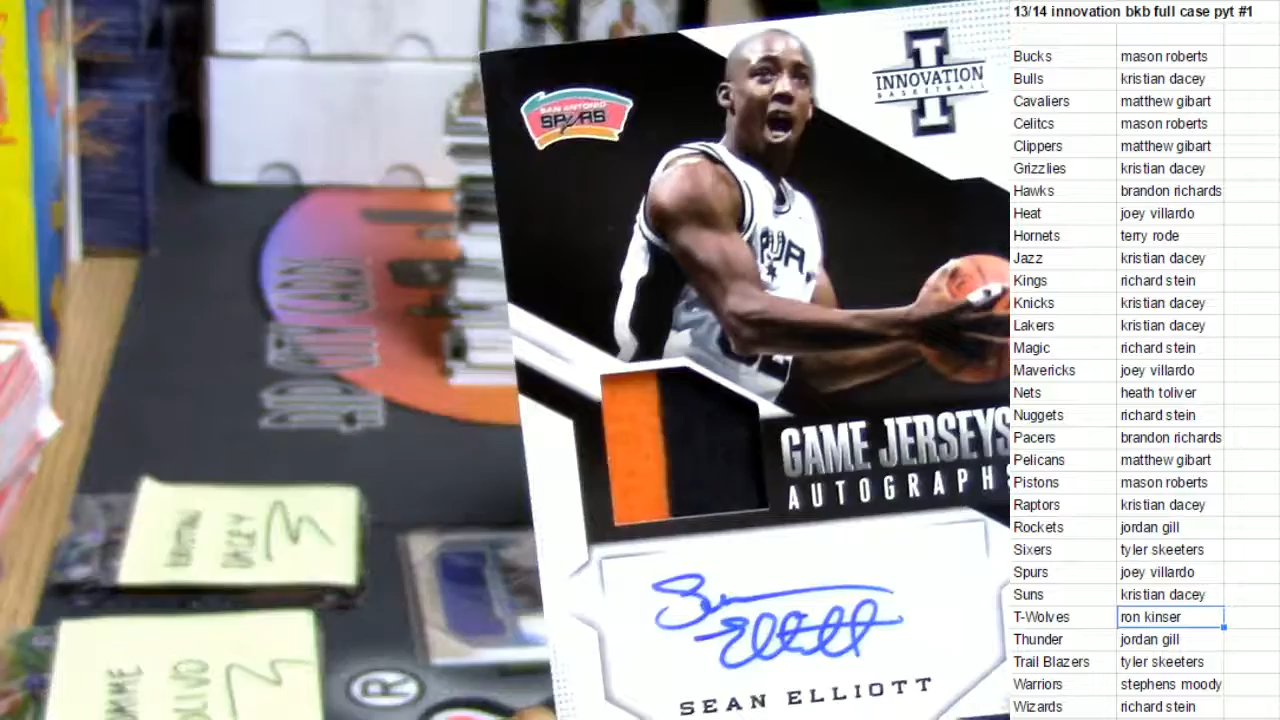 13/14 innovation bkb full case pyt #1
Bucks mason roberts
Bulls kristian dacey
Cavliers matthew gibart
Celitcs mason roberts
Clippers matthew gibart
Grizzlies kristian dacey
Hawks brandon richards
Heat joey villardo
Hornets terry rode
Jazz kristian dacey
Kings richard stein
Knicks kristian dacey
Lakers kristian dacey
Magic richard stein
Mavericks joey villardo
Nets heath toliver
Nuggets richard stein
Pacers brandon richards
Pelicans matthew gibart
Pistons mason roberts
Raptors kristian dacey
Rockets jordan gill
Sixers tyler skeeters
Spurs joey villardo
Suns kristian dacey
T-Wolves ron kinser
Thunder jordan gill
Trail Blazers tyler skeeters
Warriors stephens moody
Wizards richard stein
SAN ANTONIO
SPURS
INNOVATION
BASKETBALL
GAME JERSEYS
AUTOGRAPHS
Sean
Elliott
SEAN ELLIOTT
R